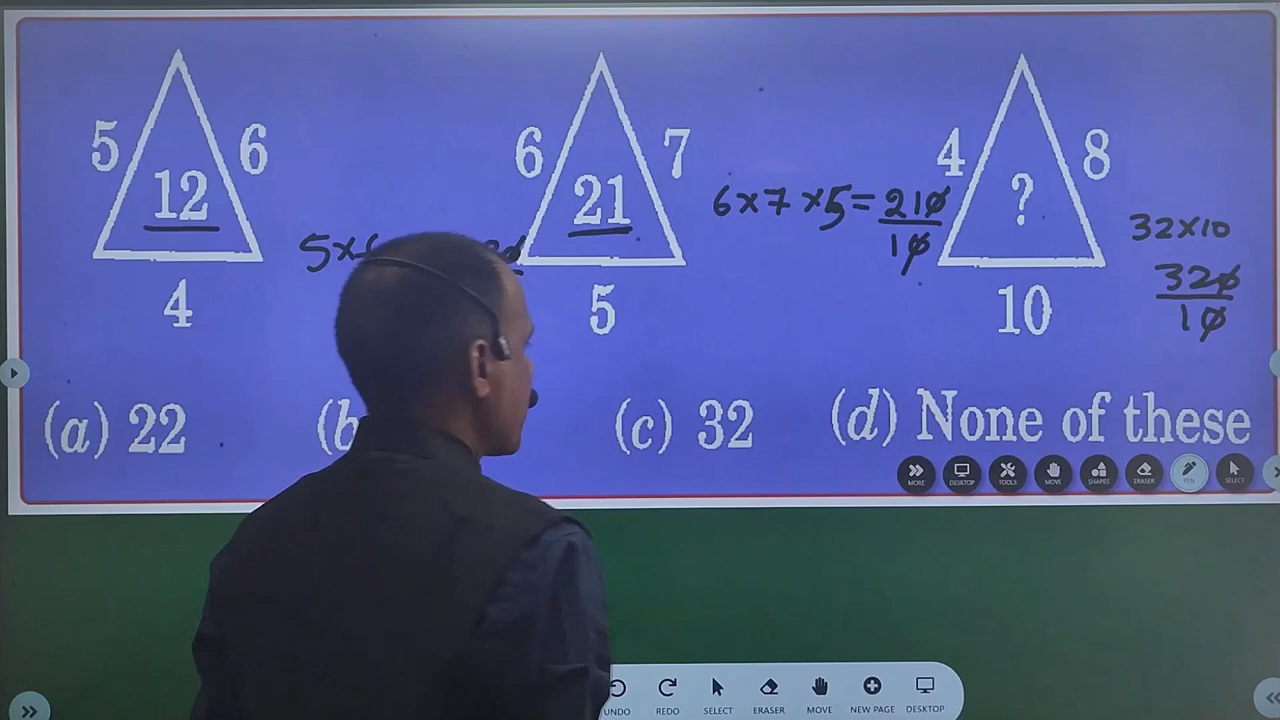 5 6 12 4
6 7 21 5
4 8 ? 10
5×
6×7×5=210
10
32×10
320
10
(a) 22 (b (c) 32 (d) None of these
MORE DESKTOP TOOLS MOVE SHAPES ERASER PEN SELECT
UNDO REDO SELECT ERASER MOVE NEW PAGE DESKTOP